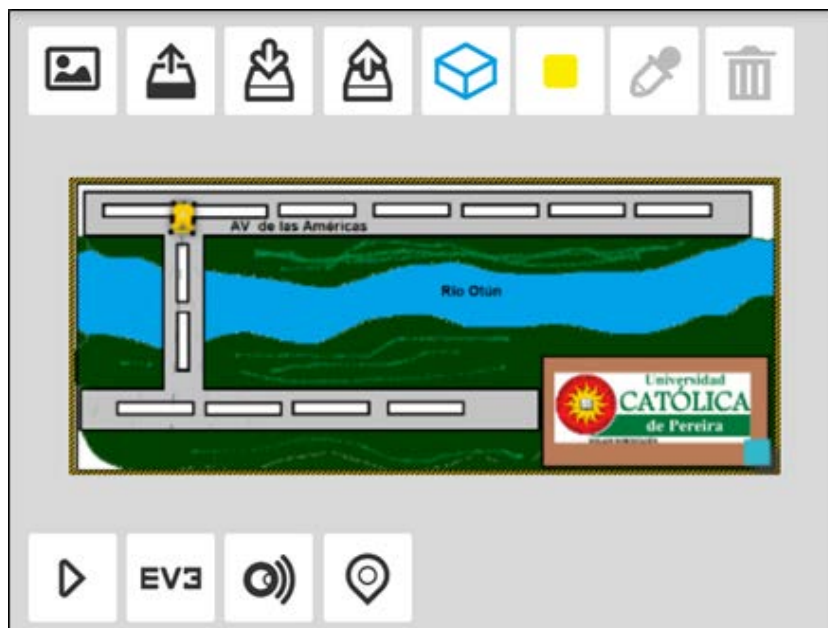 AV de las Américas
Río Otún
Universidad
CATÓLICA
de Pereira
EV3